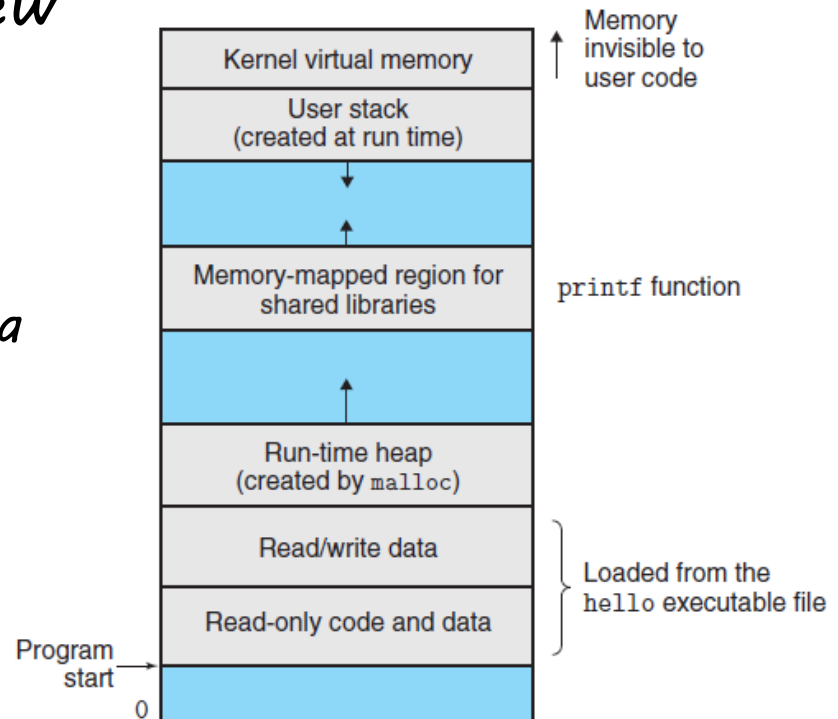 ew
Memory
invisible to
user code
Kernel virtual memory
User stack
(created at run time)
Memory-mapped region for
shared libraries
printf function
a
Run-time heap
(created by malloc)
Read/write data
Loaded from the
hello executable file
Read-only code and data
Program
start
0